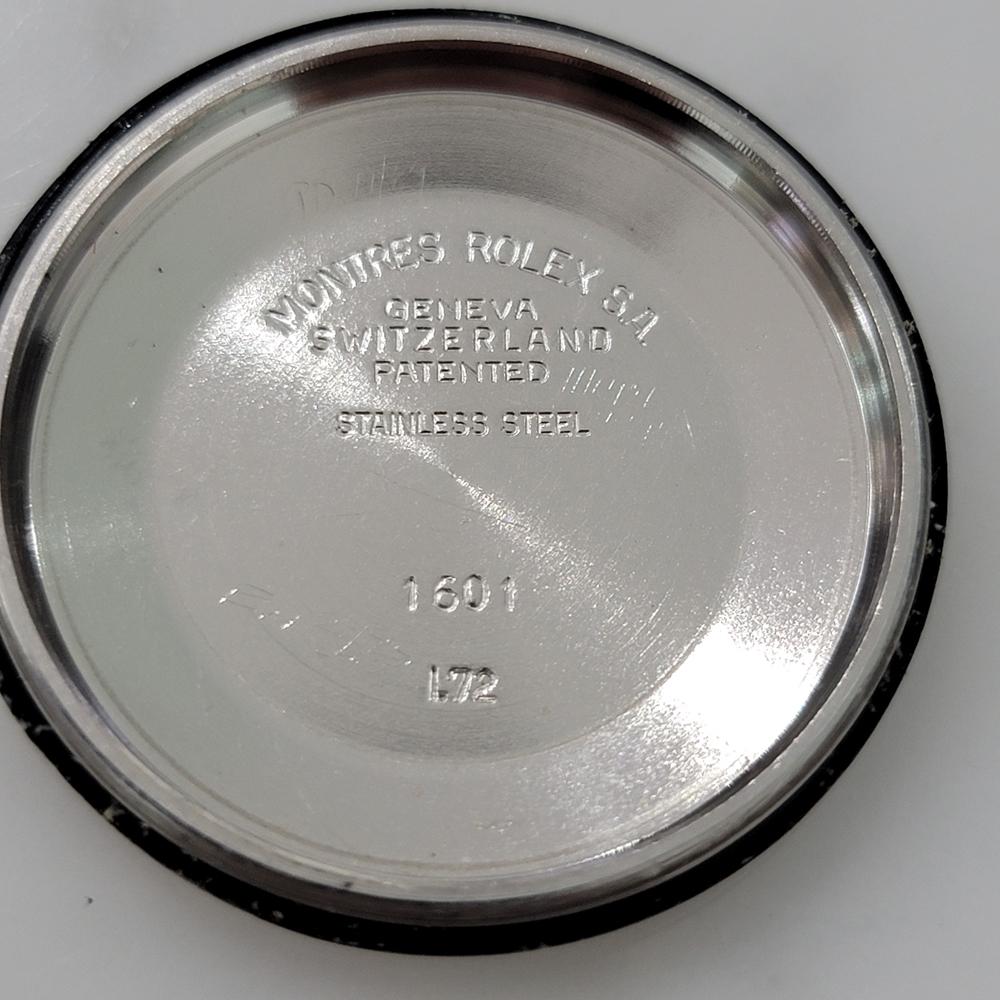 MONTRES ROLEX S.A.
GENEVA
SWITZERLAND
PATENTED
STAINLESS STEEL
1601
I.72